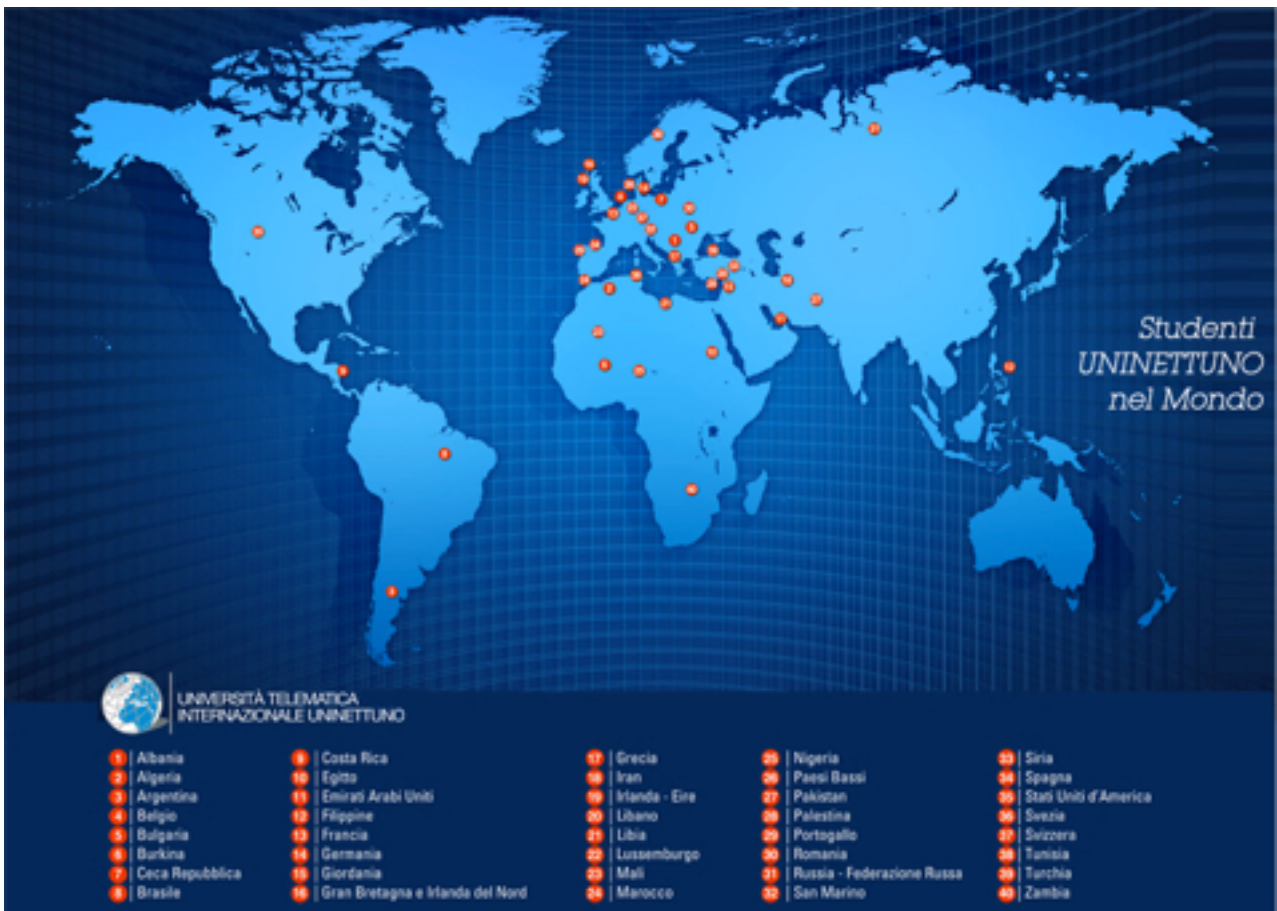 Studenti
UNINETTUNO
nel Mondo
UNIVERSITÀ TELEMATICA
INTERNAZIONALE UNINETTUNO
1 Albania
2 Algeria
3 Argentina
4 Belgio
5 Bulgaria
6 Burkina
7 Ceca Repubblica
8 Brasile
9 Costa Rica
10 Egitto
11 Emirati Arabi Uniti
12 Filippine
13 Francia
14 Germania
15 Giordania
16 Gran Bretagna e Irlanda del Nord
17 Grecia
18 Iran
19 Irlanda - Eire
20 Libano
21 Libia
22 Lussemburgo
23 Mali
24 Marocco
25 Nigeria
26 Paesi Bassi
27 Pakistan
28 Palestina
29 Portogallo
30 Romania
31 Russia - Federazione Russa
32 San Marino
33 Siria
34 Spagna
35 Stati Uniti d'America
36 Svezia
37 Svizzera
38 Tunisia
39 Turchia
40 Zambia